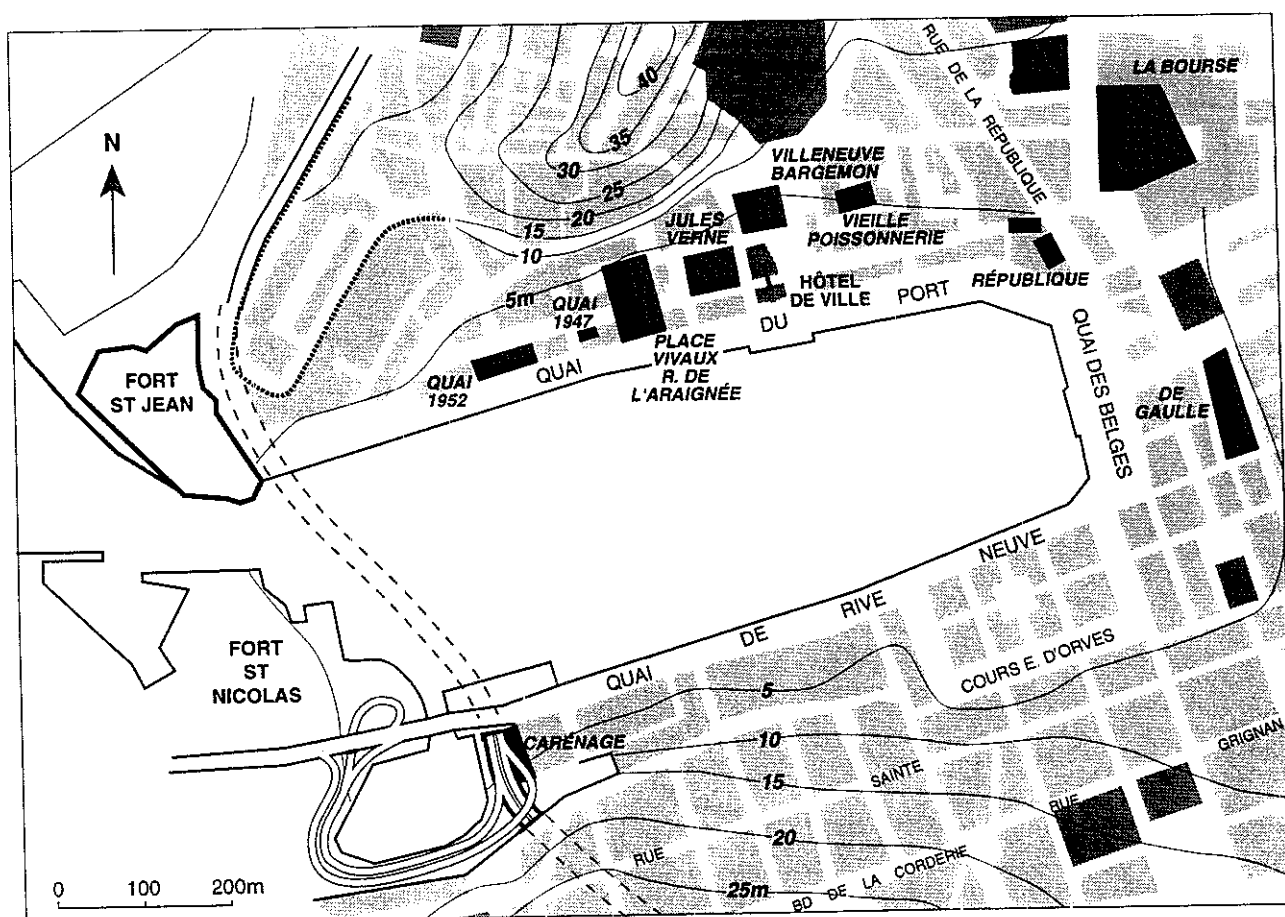 LA BOURSE
RUE DE LA RÉPUBLIQUE
N
40
35
30
25
20
15
10
5m
VILLENEUVE
BARGEMON
JULES
VERNE
VIEILLE
POISSONNERIE
HÔTEL
DE VILLE
RÉPUBLIQUE
QUAI
1947
QUAI
1952
PLACE
VIVAUX
R. DE
L'ARAIGNÉE
QUAI DU PORT
QUAI DES BELGES
DE
GAULLE
FORT
ST JEAN
FORT
ST
NICOLAS
QUAI DE RIVE NEUVE
COURS E. D'ORVES
CARÉNAGE
5
10
15
20
25m
RUE SAINTE
RUE GRIGNAN
BD DE LA CORDERIE
0 100 200m